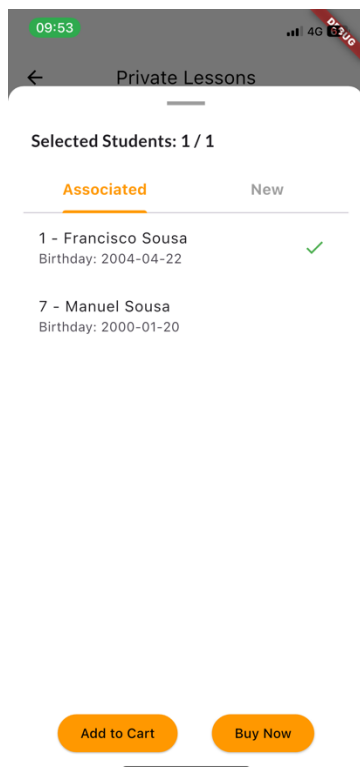 09:53
4G
DEBUG
Private Lessons
Selected Students: 1 / 1
Associated
New
1 - Francisco Sousa
Birthday: 2004-04-22
7 - Manuel Sousa
Birthday: 2000-01-20
Add to Cart
Buy Now